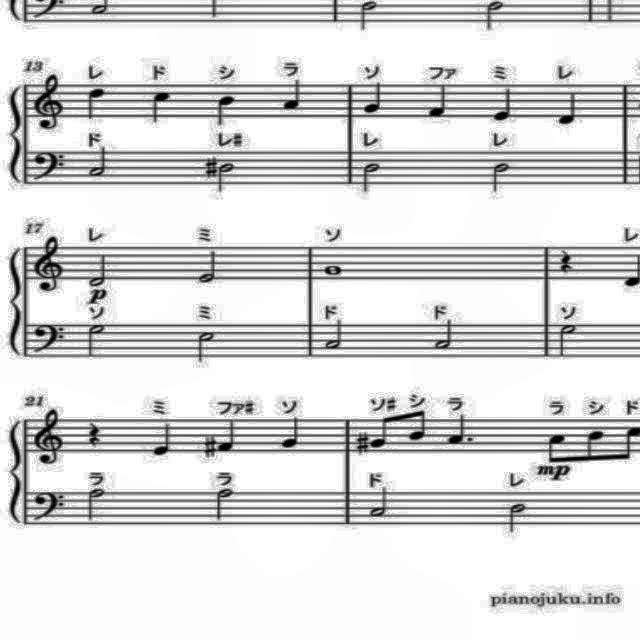 13
レ ド シ ラ ソ ファ ミ レ
ド レ# レ レ
17
レ ミ ソ レ
p
ソ ミ ド ド ソ
21
ミ ファ# ソ ソ# シ ラ ラ シ ド
mp
ラ ラ ド レ
pianojuku.info